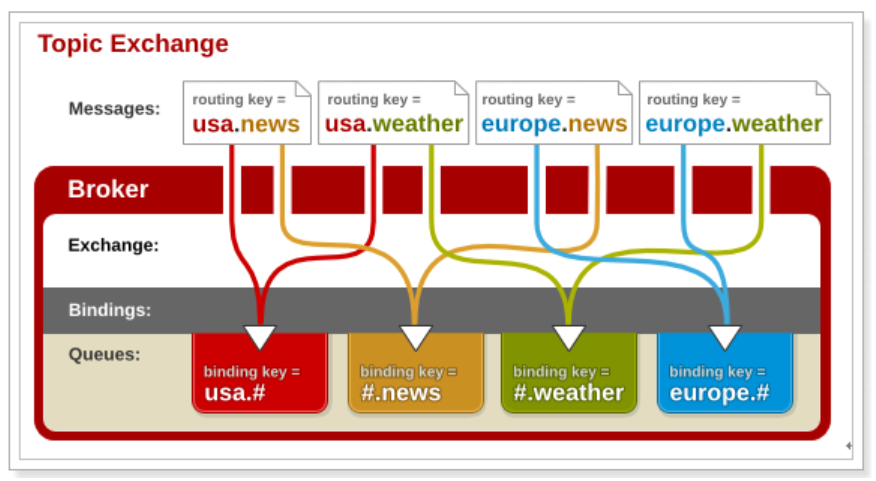 Topic Exchange
Messages:
routing key =
usa.news
routing key =
usa.weather
routing key =
europe.news
routing key =
europe.weather
Broker
Exchange:
Bindings:
Queues:
binding key =
usa.#
binding key =
#.news
binding key =
#.weather
binding key =
europe.#